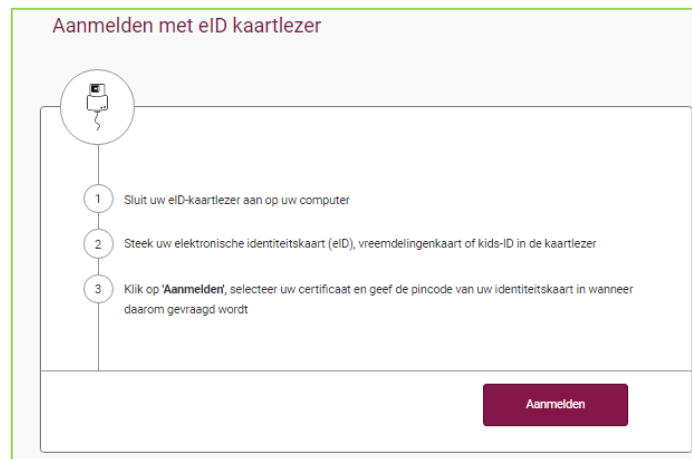 Aanmelden met eID kaartlezer
1 Sluit uw eID-kaartlezer aan op uw computer
2 Steek uw elektronische identiteitskaart (eID), vreemdelingenkaart of kids-ID in de kaartlezer
3 Klik op 'Aanmelden', selecteer uw certificaat en geef de pincode van uw identiteitskaart in wanneer
daarom gevraagd wordt
Aanmelden